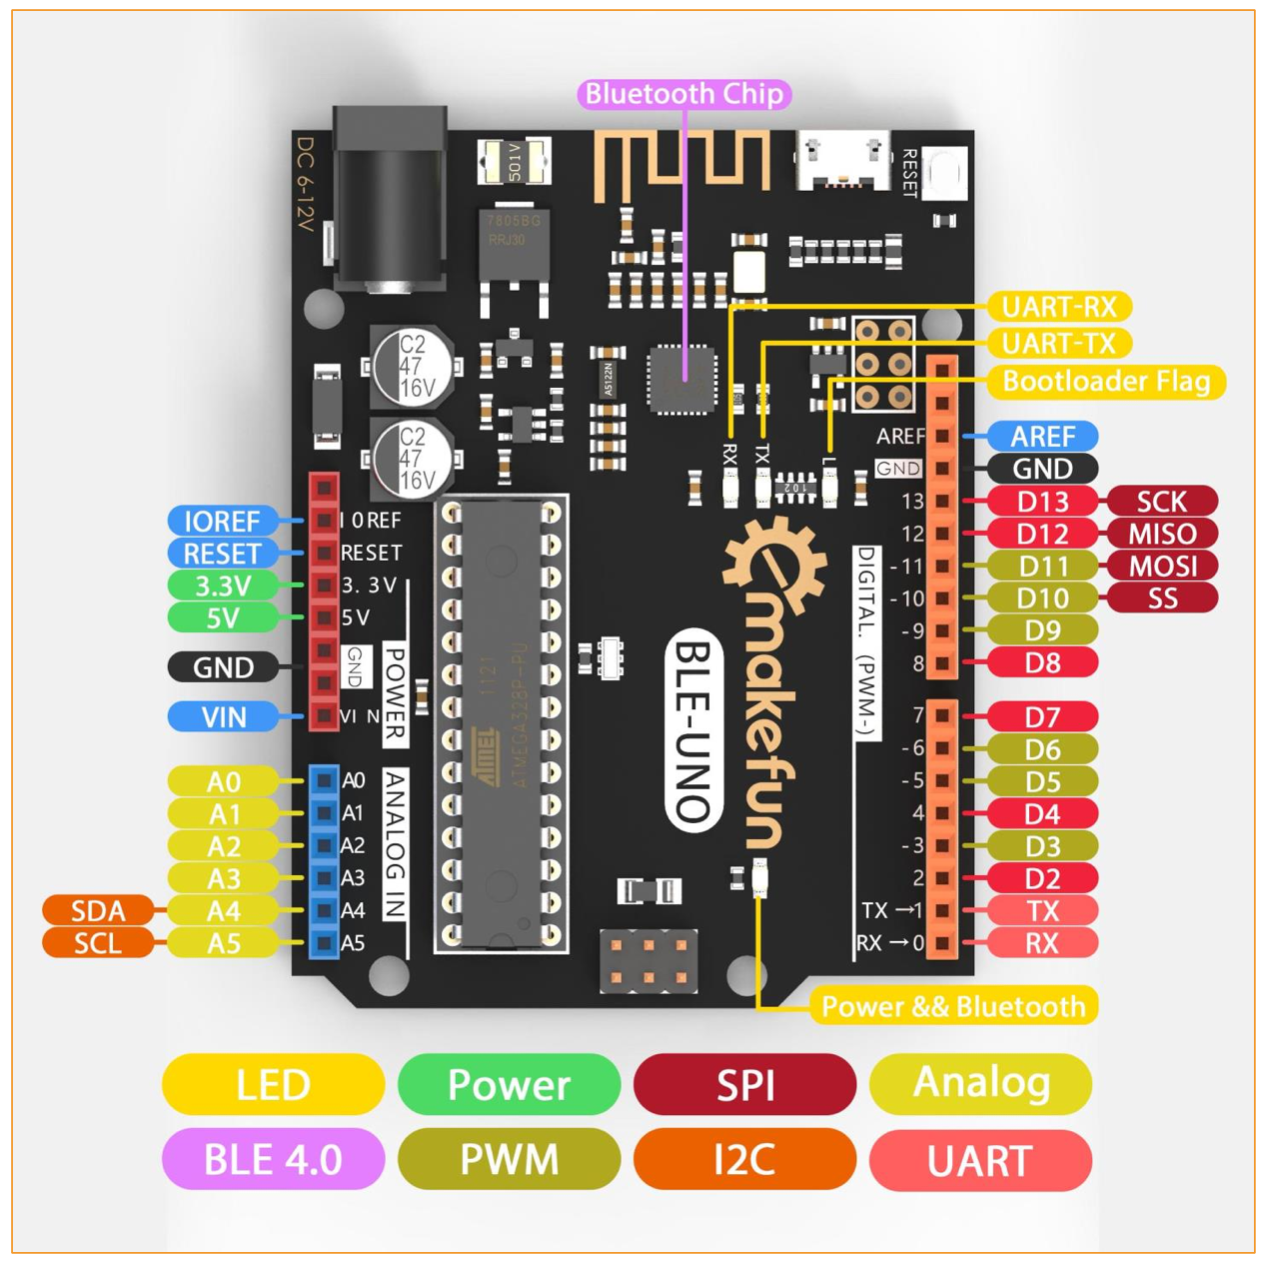 Bluetooth Chip
DC 6-12V
501V
RESET
7805BG
RRJ30
UART-RX
UART-TX
Bootloader Flag
C2
47
16V
A5122N
C2
47
16V
RX
TX
L
102
AREF
AREF
GND
GND
13
D13
SCK
12
D12
MISO
-11
D11
MOSI
-10
D10
SS
-9
D9
8
D8
7
D7
-6
D6
-5
D5
4
D4
-3
D3
2
D2
TX →1
TX
RX →0
RX
DIGITAL. (PWM-)
IOREF
I OREF
RESET
RESET
3.3V
3. 3V
5V
5V
GND
GND
VIN
VI N
POWER
A0
A0
A1
A1
A2
A2
A3
A3
SDA
A4
A4
SCL
A5
A5
ANALOG IN
ATMEL
1121
ATMEGA328P-PU
BLE-UNO
emakefun
Power && Bluetooth
LED
Power
SPI
Analog
BLE 4.0
PWM
I2C
UART